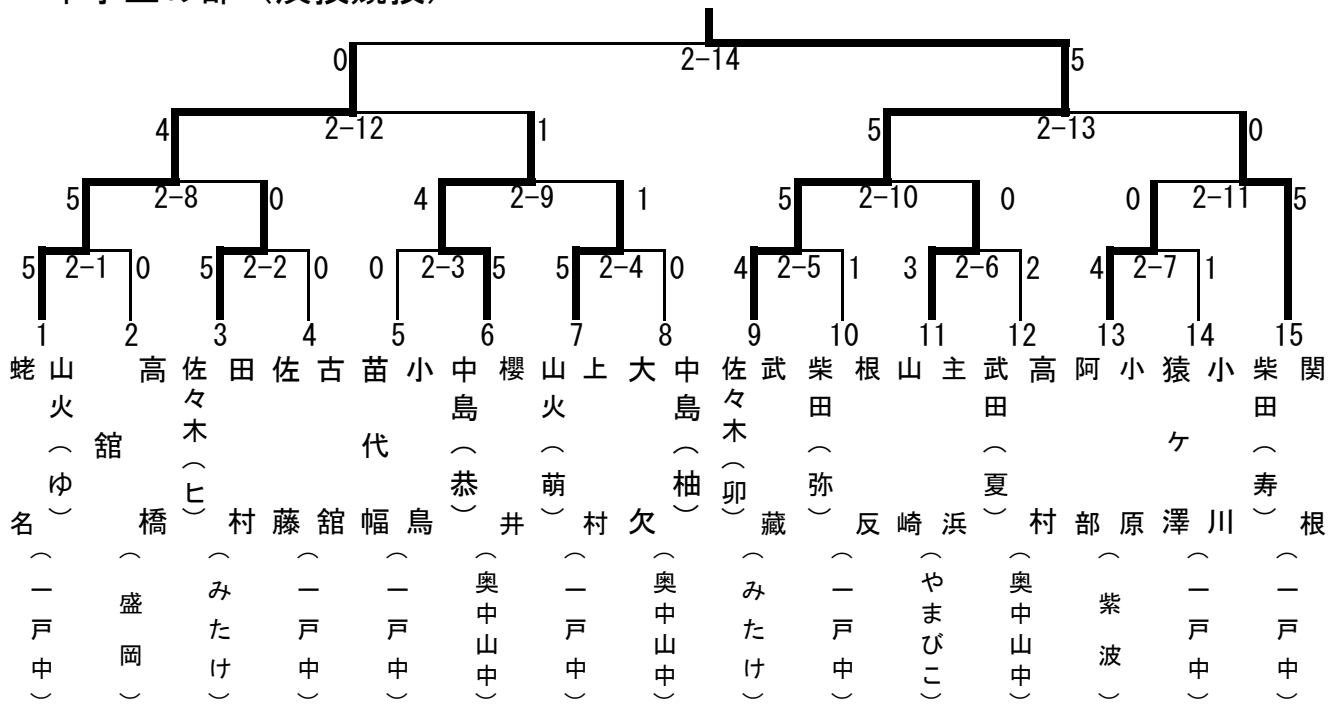 中学生の部（演技競技）
0 2-14 5
4 2-12 1 5 2-13 0
5 2-8 0 4 2-9 1 5 2-10 0 0 2-11 5
5 2-1 0 5 2-2 0 0 2-3 5 5 2-4 0 4 2-5 1 3 2-6 2 4 2-7 1
1 2 3 4 5 6 7 8 9 10 11 12 13 14 15
蛯名
山火（ゆ）
（一戸中）
舘
高橋
（盛岡）
佐々木（ヒ）
田村
（みたけ）
佐藤
古舘
（一戸中）
苗代幅
小鳥
（一戸中）
中島（恭）
櫻井
（奥中山中）
山火（萌）
上村
（一戸中）
大欠
中島（柚）
（奥中山中）
佐々木（卯）
武藏
（みたけ）
柴田（弥）
根反
（一戸中）
山崎
主浜
（やまびこ）
武田（夏）
高村
（奥中山中）
阿部
小原
（紫波）
猿ケ澤
小川
（一戸中）
柴田（寿）
関根
（一戸中）